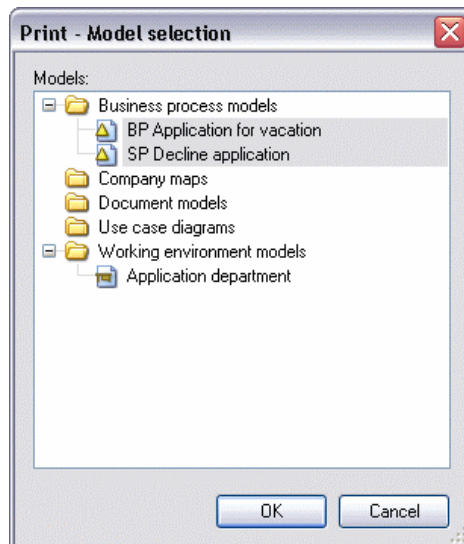 Print - Model selection
Models:
Business process models
BP Application for vacation
SP Decline application
Company maps
Document models
Use case diagrams
Working environment models
Application department
OK
Cancel